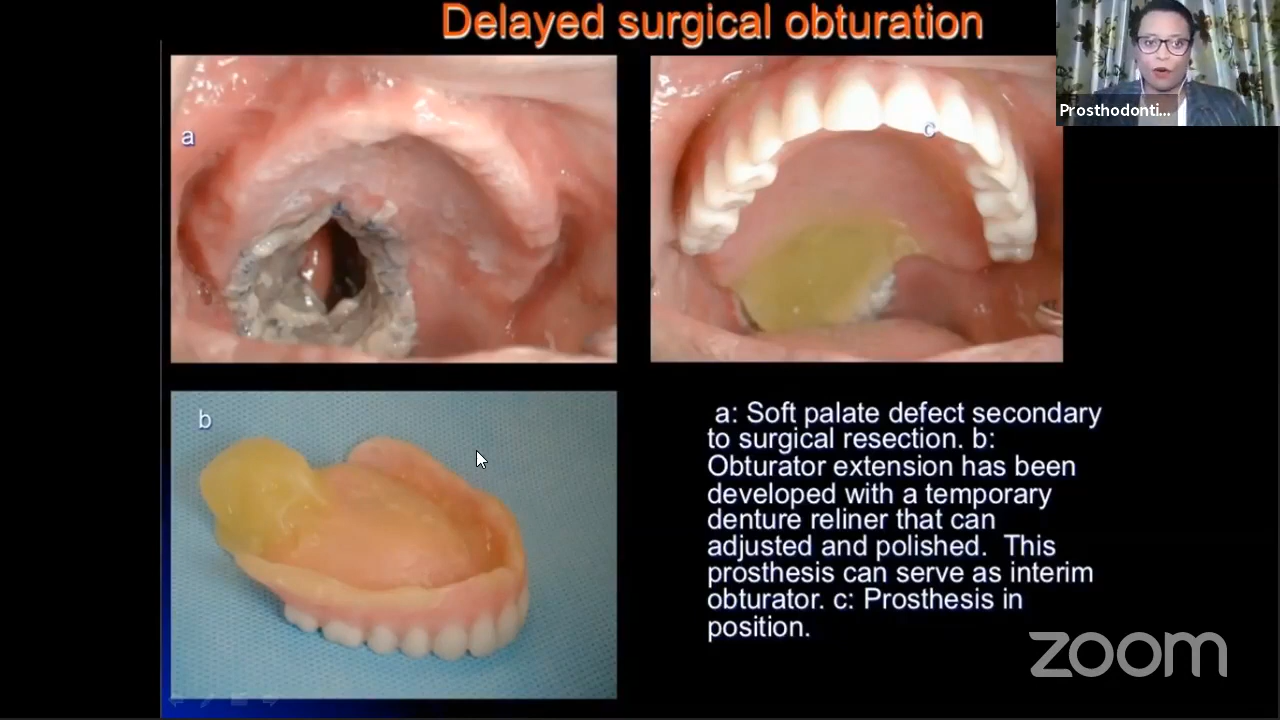 Delayed surgical obturation
Prosthodonti...
a
c
b
a: Soft palate defect secondary
to surgical resection. b:
Obturator extension has been
developed with a temporary
denture reliner that can
adjusted and polished.  This
prosthesis can serve as interim
obturator. c: Prosthesis in
position.
zoom